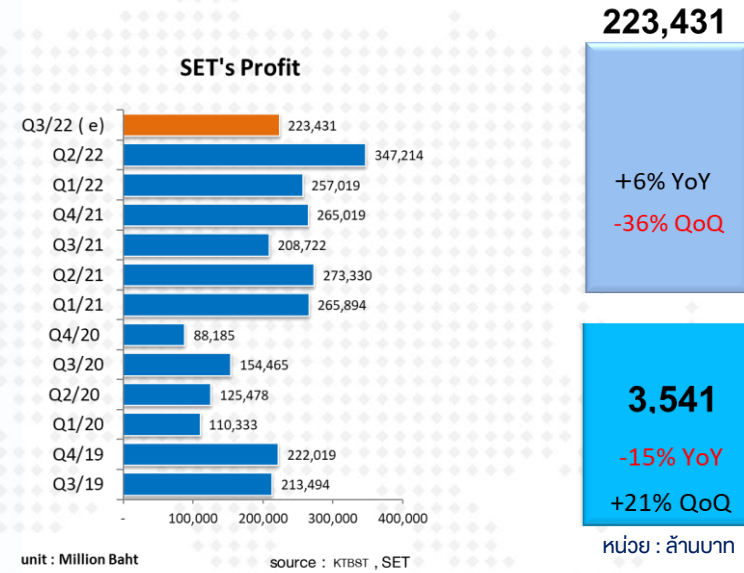 223,431
SET's Profit
Q3/22 ( e) 223,431
Q2/22 347,214
Q1/22 257,019
Q4/21 265,019
Q3/21 208,722
Q2/21 273,330
Q1/21 265,894
Q4/20 88,185
Q3/20 154,465
Q2/20 125,478
Q1/20 110,333
Q4/19 222,019
Q3/19 213,494
- 100,000 200,000 300,000 400,000
unit : Million Baht
source : KTBST , SET
+6% YoY
-36% QoQ
3,541
-15% YoY
+21% QoQ
หน่วย : ล้านบาท